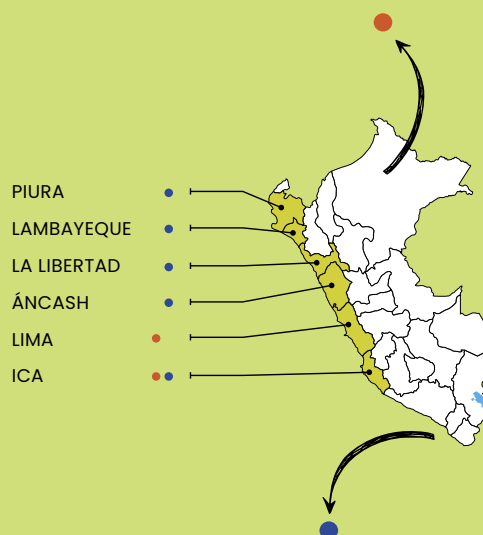 PIURA
LAMBAYEQUE
LA LIBERTAD
ÁNCASH
LIMA
ICA